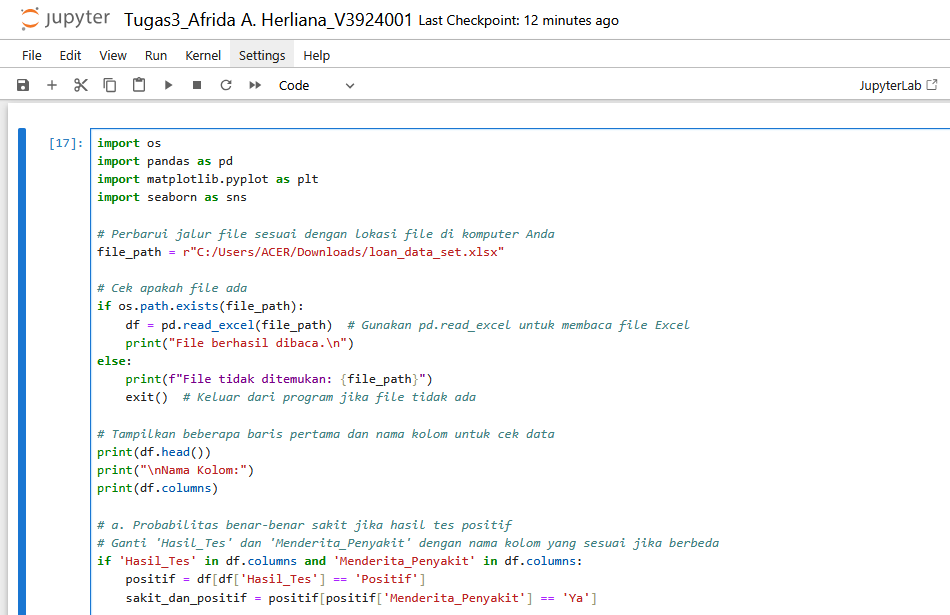 jupyter Tugas3_Afrida A. Herliana_V3924001 Last Checkpoint: 12 minutes ago
File Edit View Run Kernel Settings Help
Code JupyterLab
[17]: import os
import pandas as pd
import matplotlib.pyplot as plt
import seaborn as sns
# Perbarui jalur file sesuai dengan lokasi file di komputer Anda
file_path = r"C:/Users/ACER/Downloads/loan_data_set.xlsx"
# Cek apakah file ada
if os.path.exists(file_path):
    df = pd.read_excel(file_path)  # Gunakan pd.read_excel untuk membaca file Excel
    print("File berhasil dibaca.\n")
else:
    print(f"File tidak ditemukan: {file_path}")
    exit()  # Keluar dari program jika file tidak ada
# Tampilkan beberapa baris pertama dan nama kolom untuk cek data
print(df.head())
print("\nNama Kolom:")
print(df.columns)
# a. Probabilitas benar-benar sakit jika hasil tes positif
# Ganti 'Hasil_Tes' dan 'Menderita_Penyakit' dengan nama kolom yang sesuai jika berbeda
if 'Hasil_Tes' in df.columns and 'Menderita_Penyakit' in df.columns:
    positif = df[df['Hasil_Tes'] == 'Positif']
    sakit_dan_positif = positif[positif['Menderita_Penyakit'] == 'Ya']